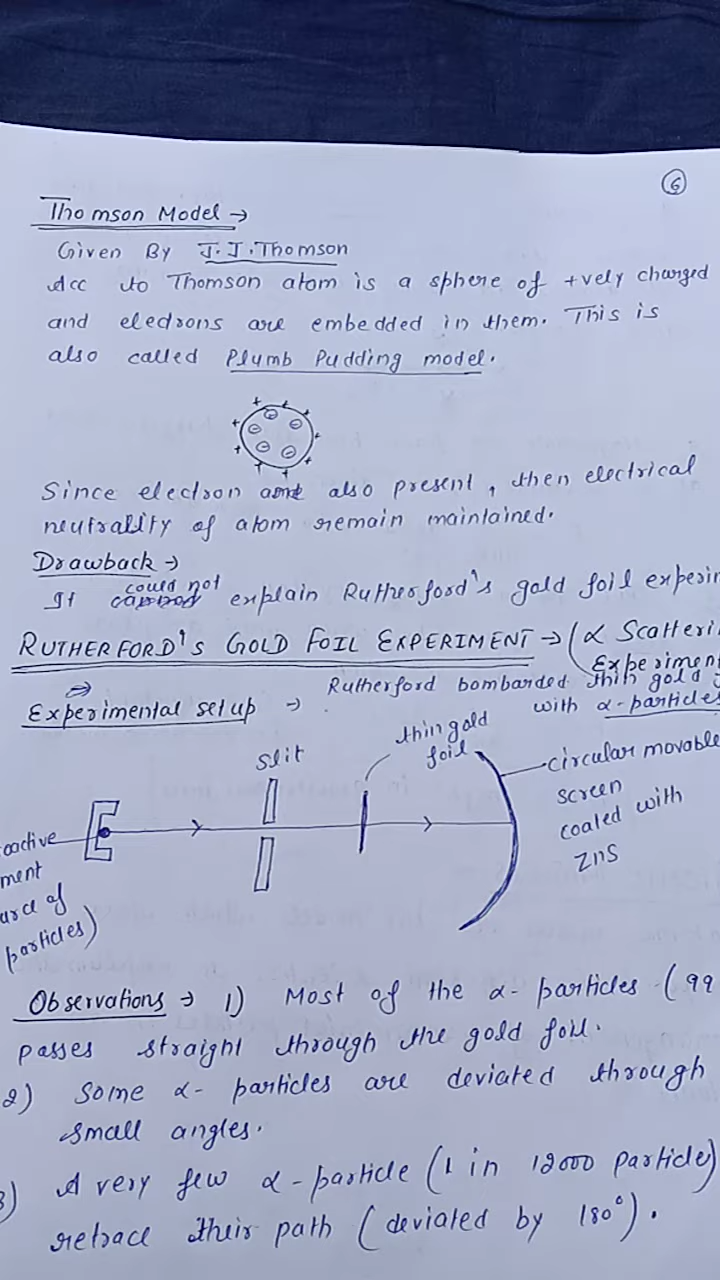 6
Thomson Model →
Given By J.J.Thomson
Acc to Thomson atom is a sphere of +vely charged
and eledrons are embedded in them. This is
also called Plumb Pudding model.
Since electron also present, then electrical
neutrality of atom remain maintained.
Drawback →
could not
It explain Rutherford's gold foil experim
RUTHERFORD'S GOLD FOIL EXPERIMENT → (α Scatteri
Experimen
⇒ Rutherford bombarded thin gold
Experimental setup → with α-particles
thin gold
foil
Slit
circular movable
screen
coated with
ZnS
oactive
ment
particles)
Observations → 1) Most of the α- particles (99
passes straight through the gold foil.
2) Some α- particles are deviated through
small angles.
3) A very few α-particle (1 in 12000 particle)
retrace their path (deviated by 180°).